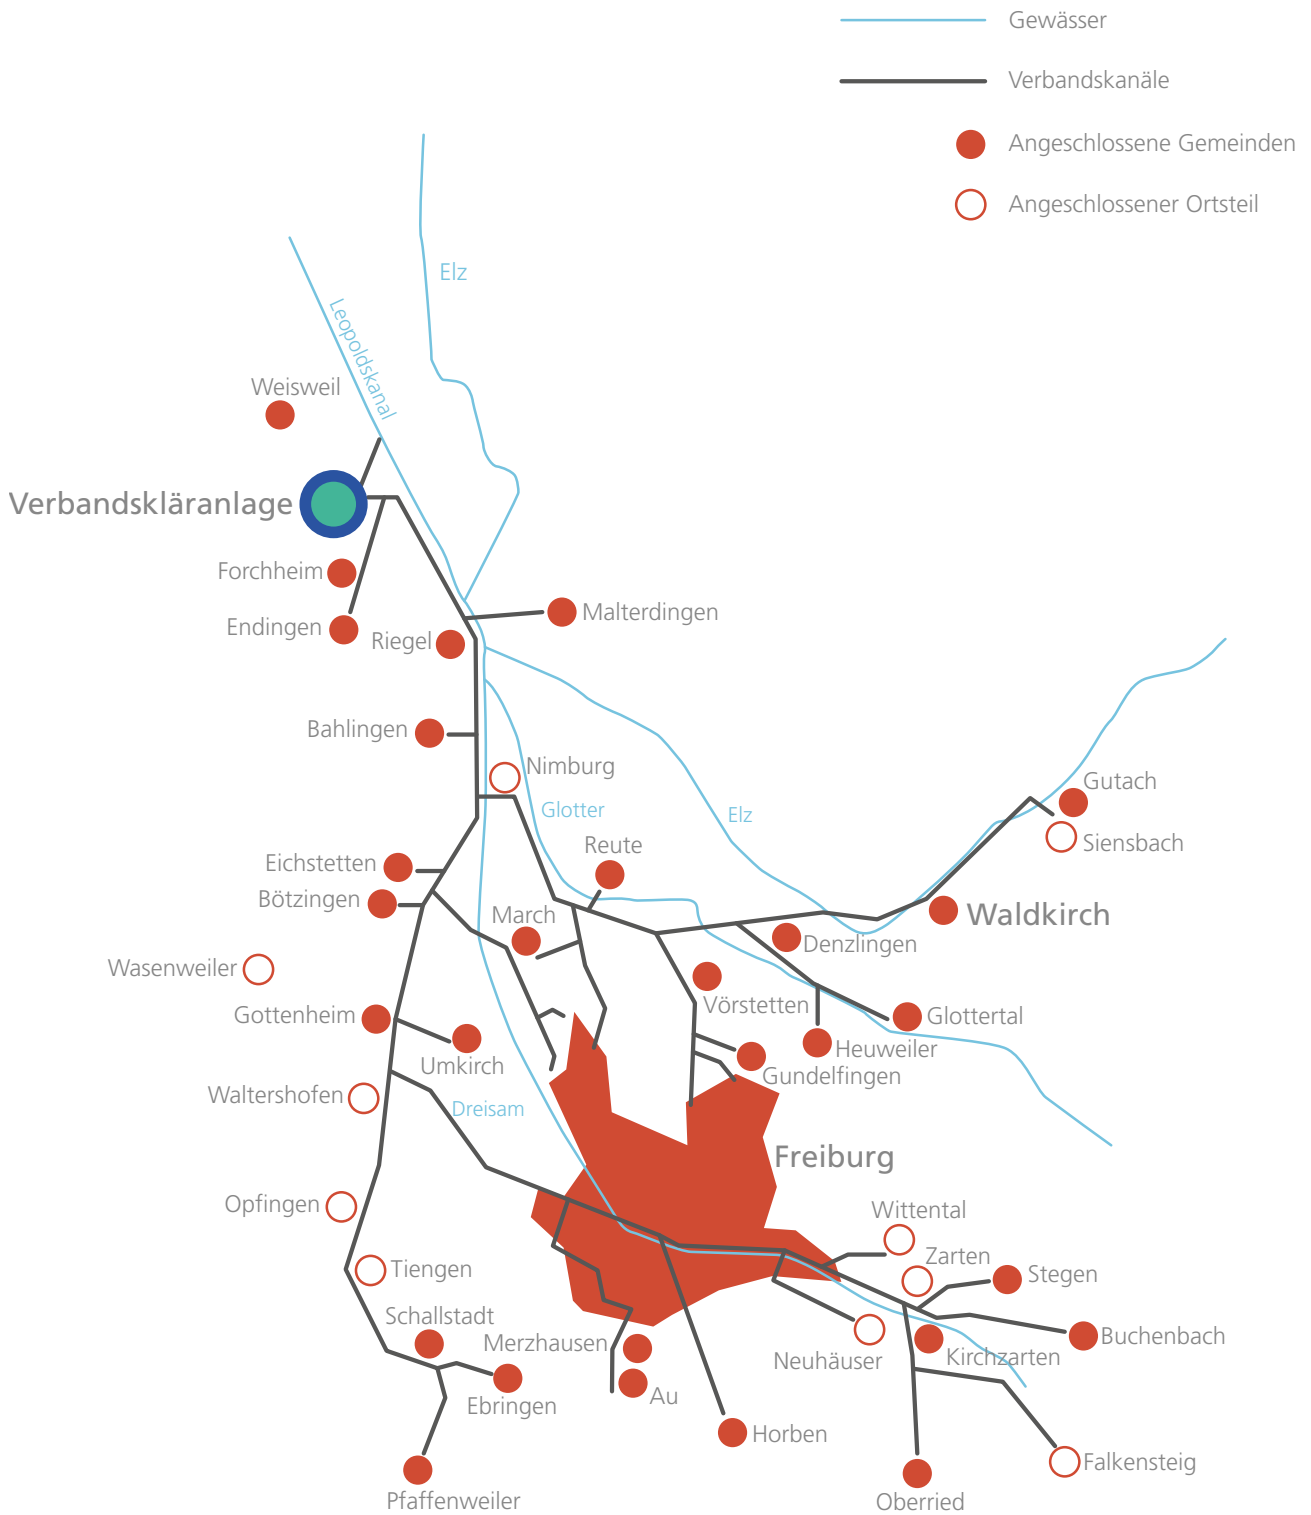 Gewässer
Verbandskanäle
Angeschlossene Gemeinden
Angeschlossener Ortsteil
Elz
Leopoldskanal
Weisweil
Verbandskläranlage
Forchheim
Endingen
Riegel
Malterdingen
Bahlingen
Nimburg
Glotter
Elz
Gutach
Siensbach
Reute
Eichstetten
Bötzingen
March
Waldkirch
Denzlingen
Wasenweiler
Vörstetten
Gottenheim
Glottertal
Umkirch
Heuweiler
Gundelfingen
Waltershofen
Dreisam
Freiburg
Opfingen
Wittental
Zarten
Tiengen
Stegen
Schallstadt
Merzhausen
Buchenbach
Neuhäuser
Kirchzarten
Ebringen
Au
Horben
Falkensteig
Pfaffenweiler
Oberried